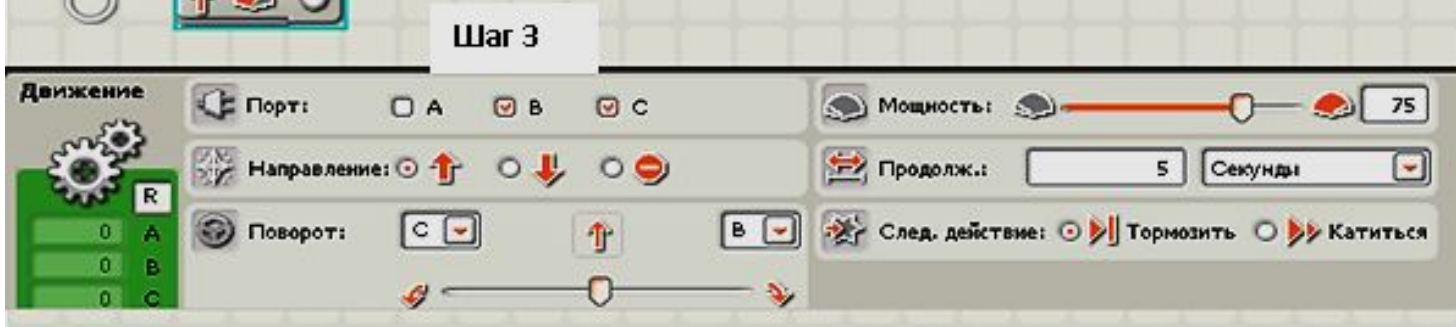 Шаг 3
Движение
R
0 A
0 B
0 C
Порт: A B C
Направление:
Поворот: C B
Мощность: 75
Продолж.: 5 Секунды
След. действие: Тормозить Катиться